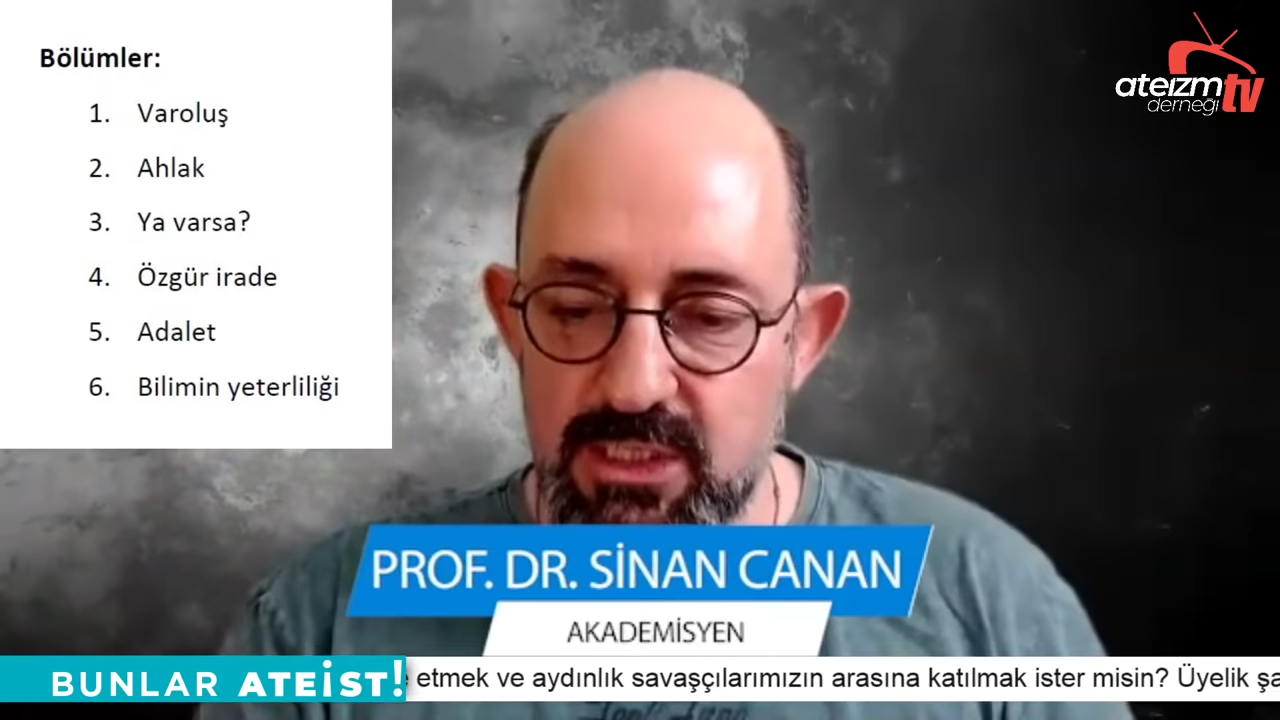 Bölümler:
1. Varoluş
2. Ahlak
3. Ya varsa?
4. Özgür irade
5. Adalet
6. Bilimin yeterliliği
ateizm tv
derneği
PROF. DR. SİNAN CANAN
AKADEMİSYEN
BUNLAR ATEİST!
etmek ve aydınlık savaşçılarımızın arasına katılmak ister misin? Üyelik şa